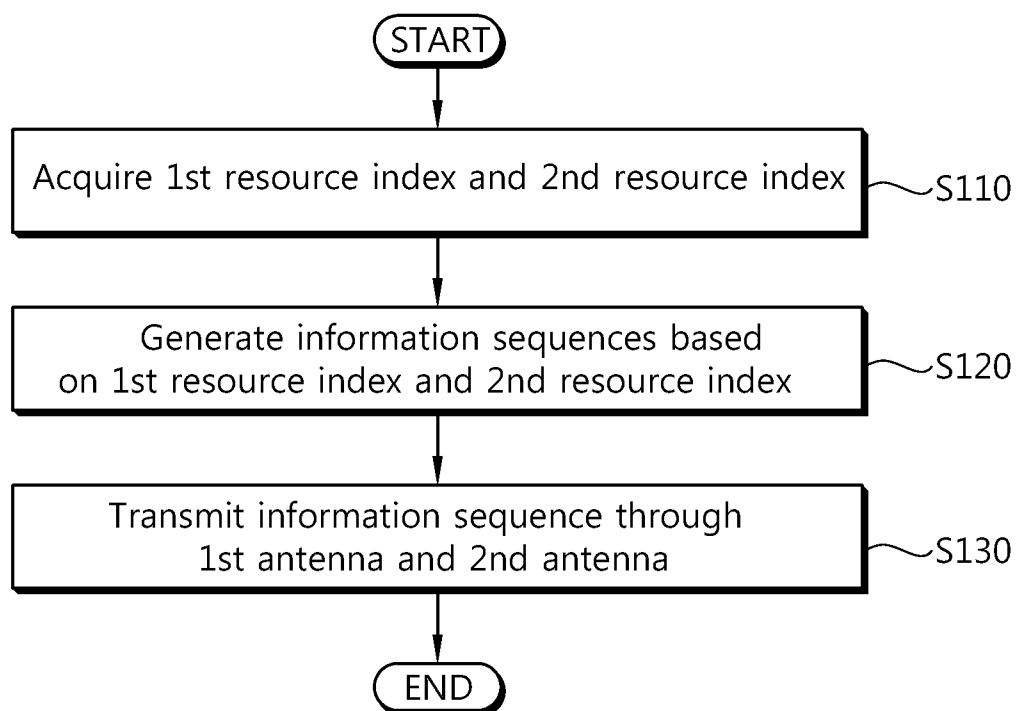 START
Acquire 1st resource index and 2nd resource index
S110
Generate information sequences based
on 1st resource index and 2nd resource index
S120
Transmit information sequence through
1st antenna and 2nd antenna
S130
END